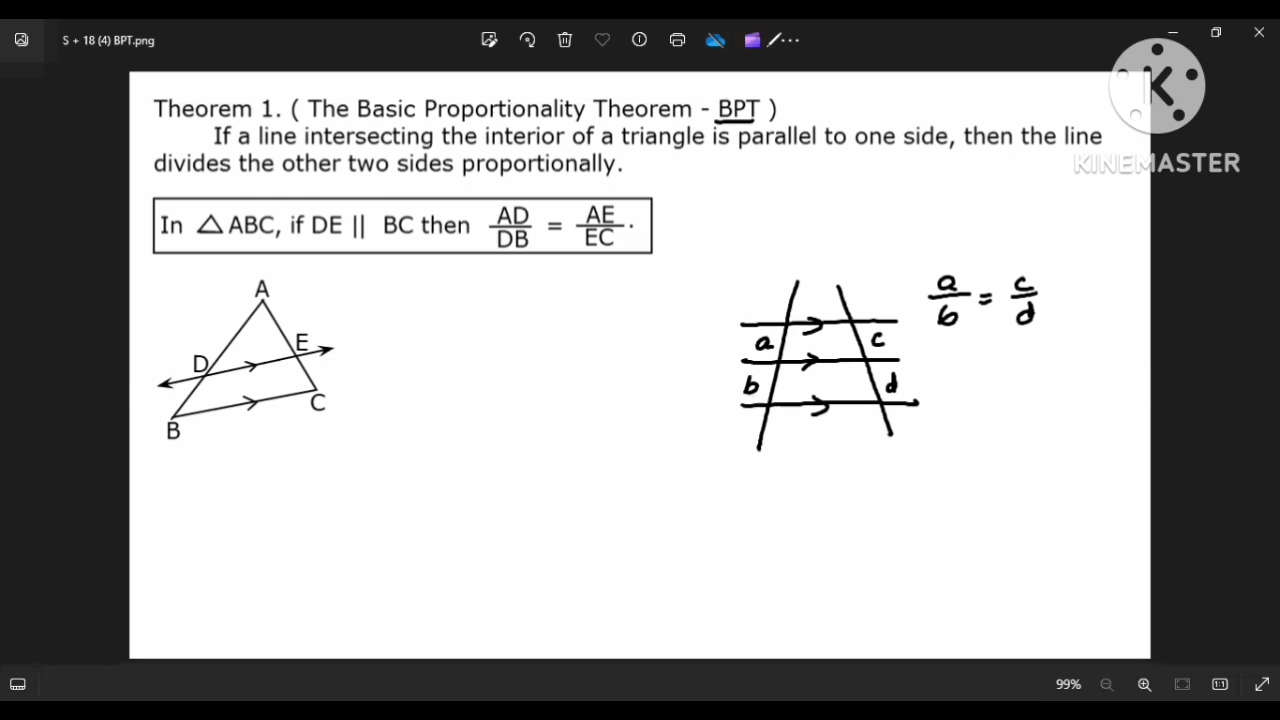 S + 18 (4) BPT.png
Theorem 1. ( The Basic Proportionality Theorem - BPT )
If a line intersecting the interior of a triangle is parallel to one side, then the line
divides the other two sides proportionally.
In △ABC, if DE || BC then AD/DB = AE/EC.
A
D
E
B
C
a
b
c
d
a/b = c/d
K
KINEMASTER
99%
1:1